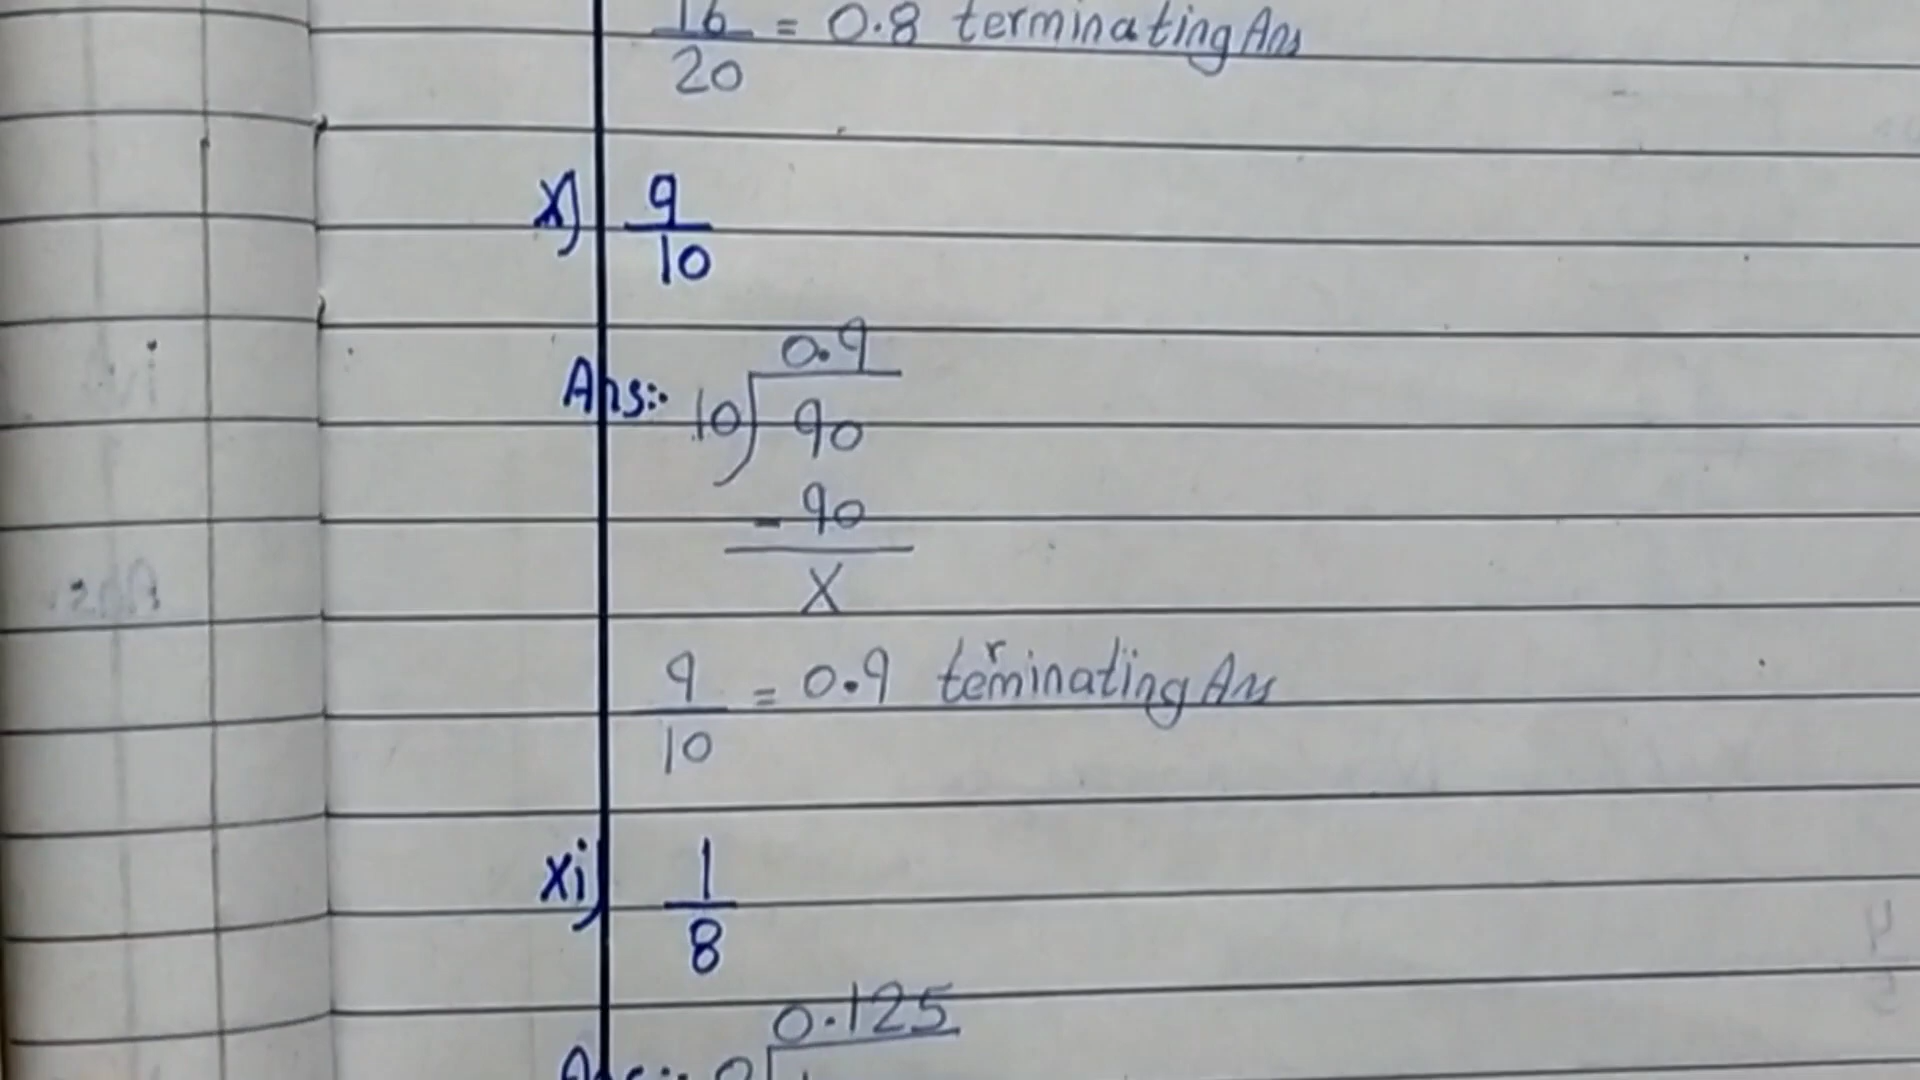 16/20 = 0.8 terminating Ans
x) 9/10
0.9
Ans:- 10 90
- 90
X
9/10 = 0.9 terminating Ans
xi) 1/8
0.125